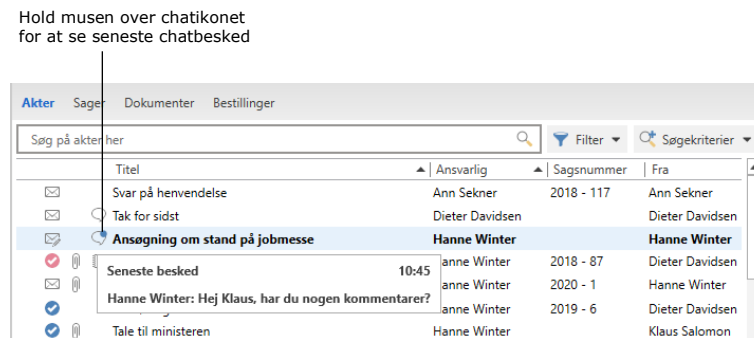 Hold musen over chatikonet
for at se seneste chatbesked
Akter Sager Dokumenter Bestillinger
Søg på akter her Filter Søgekriterier
Titel Ansvarlig Sagsnummer Fra
Svar på henvendelse Ann Sekner 2018 - 117 Ann Sekner
Tak for sidst Dieter Davidsen Dieter Davidsen
Ansøgning om stand på jobmesse Hanne Winter Hanne Winter
Hanne Winter 2018 - 87 Dieter Davidsen
Seneste besked 10:45
Hanne Winter 2020 - 1 Hanne Winter
Hanne Winter: Hej Klaus, har du nogen kommentarer?
Hanne Winter 2019 - 6 Dieter Davidsen
Tale til ministeren Hanne Winter Klaus Salomon